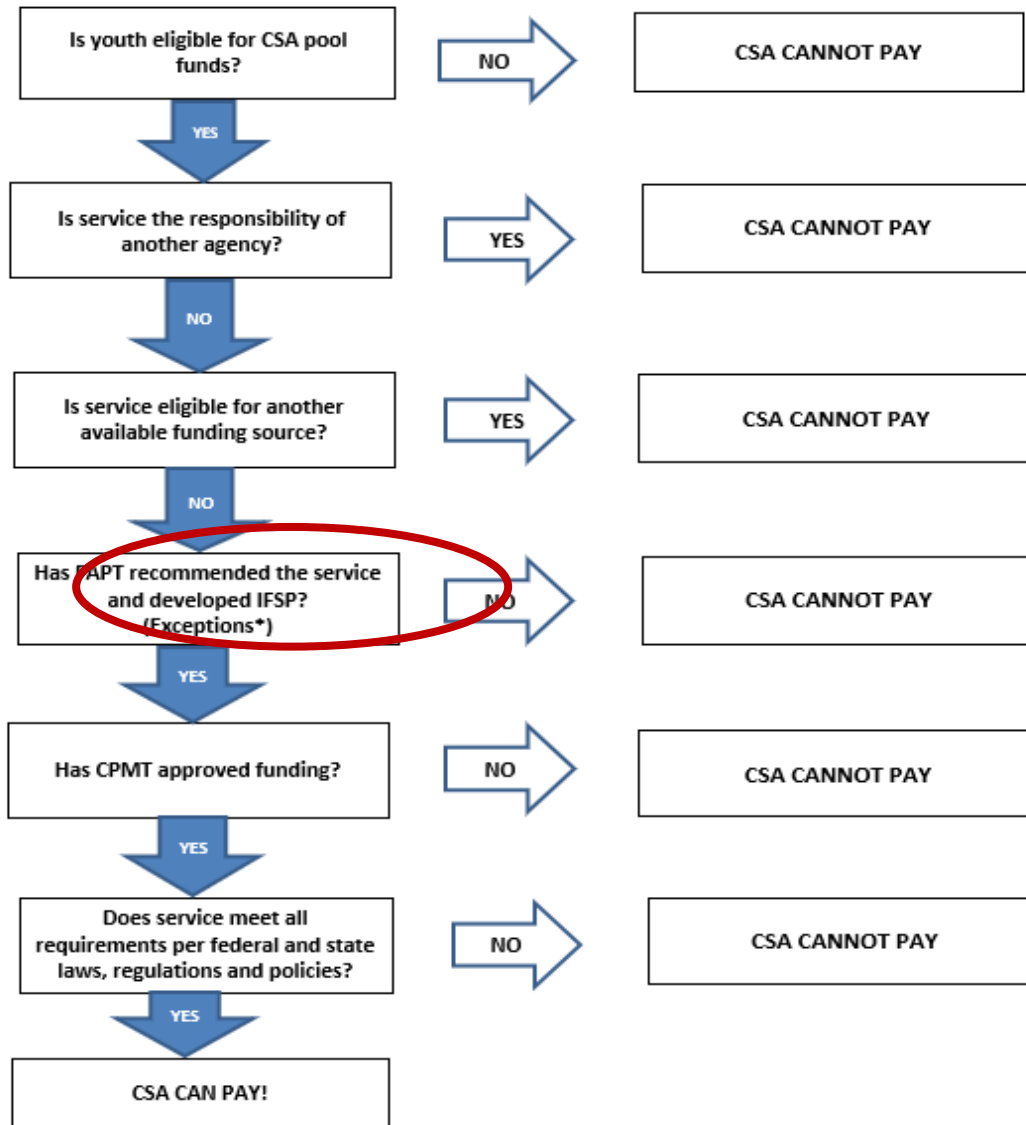 Is youth eligible for CSA pool
funds?
NO
CSA CANNOT PAY
YES
Is service the responsibility of
another agency?
YES
CSA CANNOT PAY
NO
Is service eligible for another
available funding source?
YES
CSA CANNOT PAY
NO
Has FAPT recommended the service
and developed IFSP?
(Exceptions*)
NO
CSA CANNOT PAY
YES
Has CPMT approved funding?
NO
CSA CANNOT PAY
YES
Does service meet all
requirements per federal and state
laws, regulations and policies?
NO
CSA CANNOT PAY
YES
CSA CAN PAY!